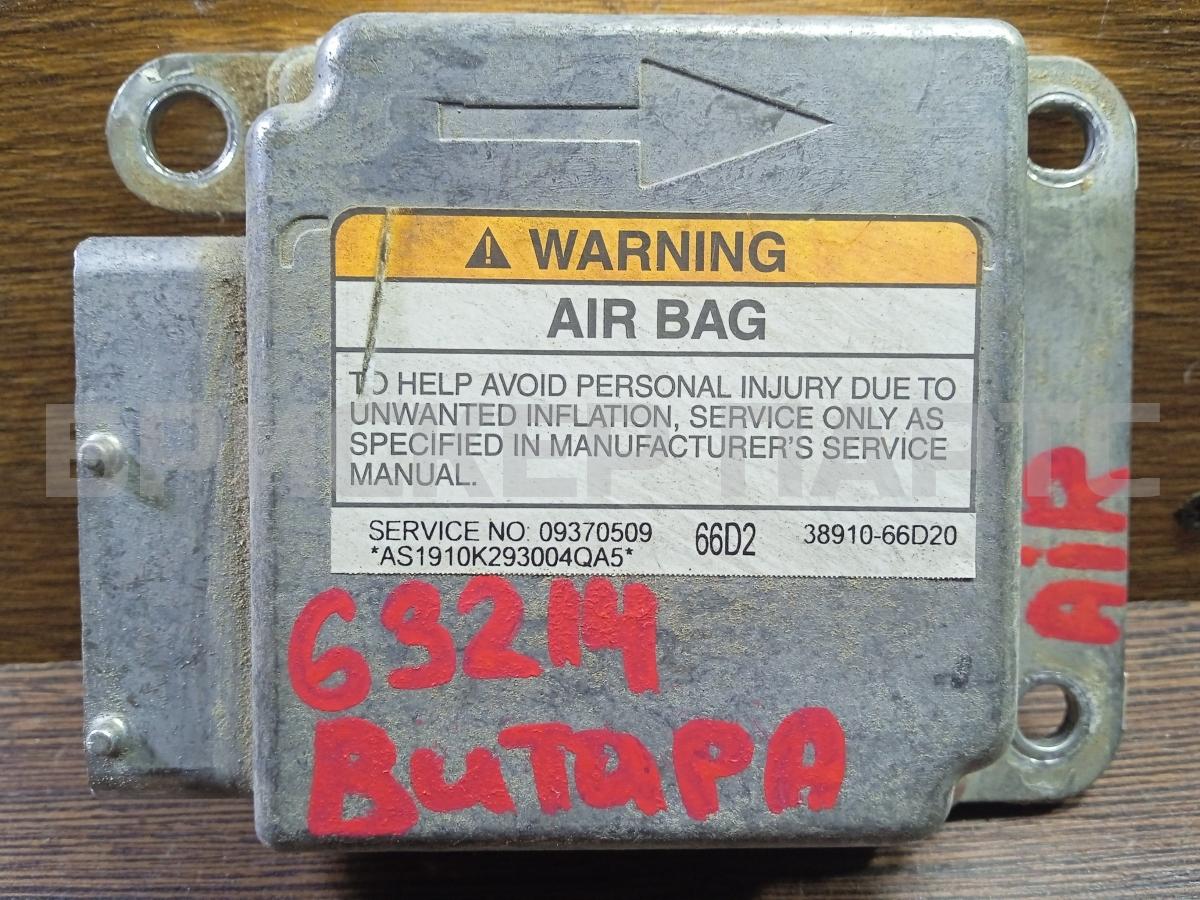 WARNING
AIR BAG
TO HELP AVOID PERSONAL INJURY DUE TO
UNWANTED INFLATION, SERVICE ONLY AS
SPECIFIED IN MANUFACTURER'S SERVICE
MANUAL.
SERVICE NO: 09370509 66D2 38910-66D20
*AS1910K293004QA5*
63214
ВиТАРА
AiR